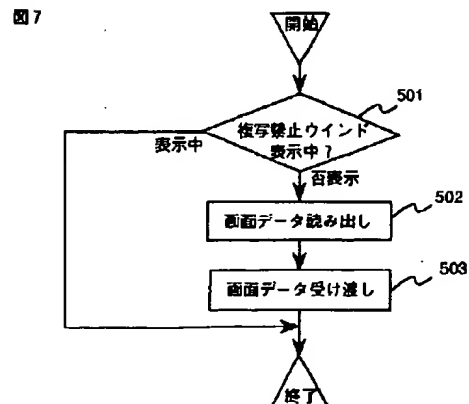 図7
開始
501
複写禁止ウインド
表示中？
表示中
否表示
502
画面データ読み出し
503
画面データ受け渡し
終了